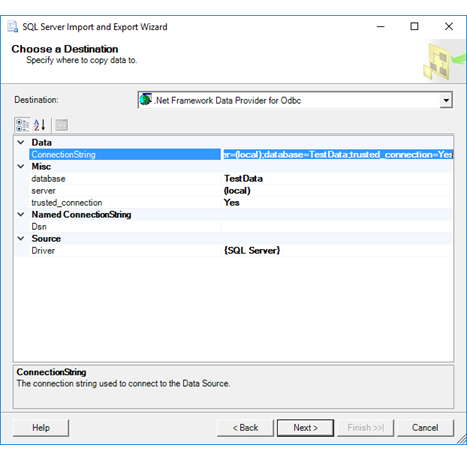 SQL Server Import and Export Wizard
Choose a Destination
Specify where to copy data to.
Destination: .Net Framework Data Provider for Odbc
Data
ConnectionString er=(local);database=TestData;trusted_connection=Yes
Misc
database TestData
server (local)
trusted_connection Yes
Named ConnectionString
Dsn
Source
Driver {SQL Server}
ConnectionString
The connection string used to connect to the Data Source.
Help < Back Next > Finish >>| Cancel